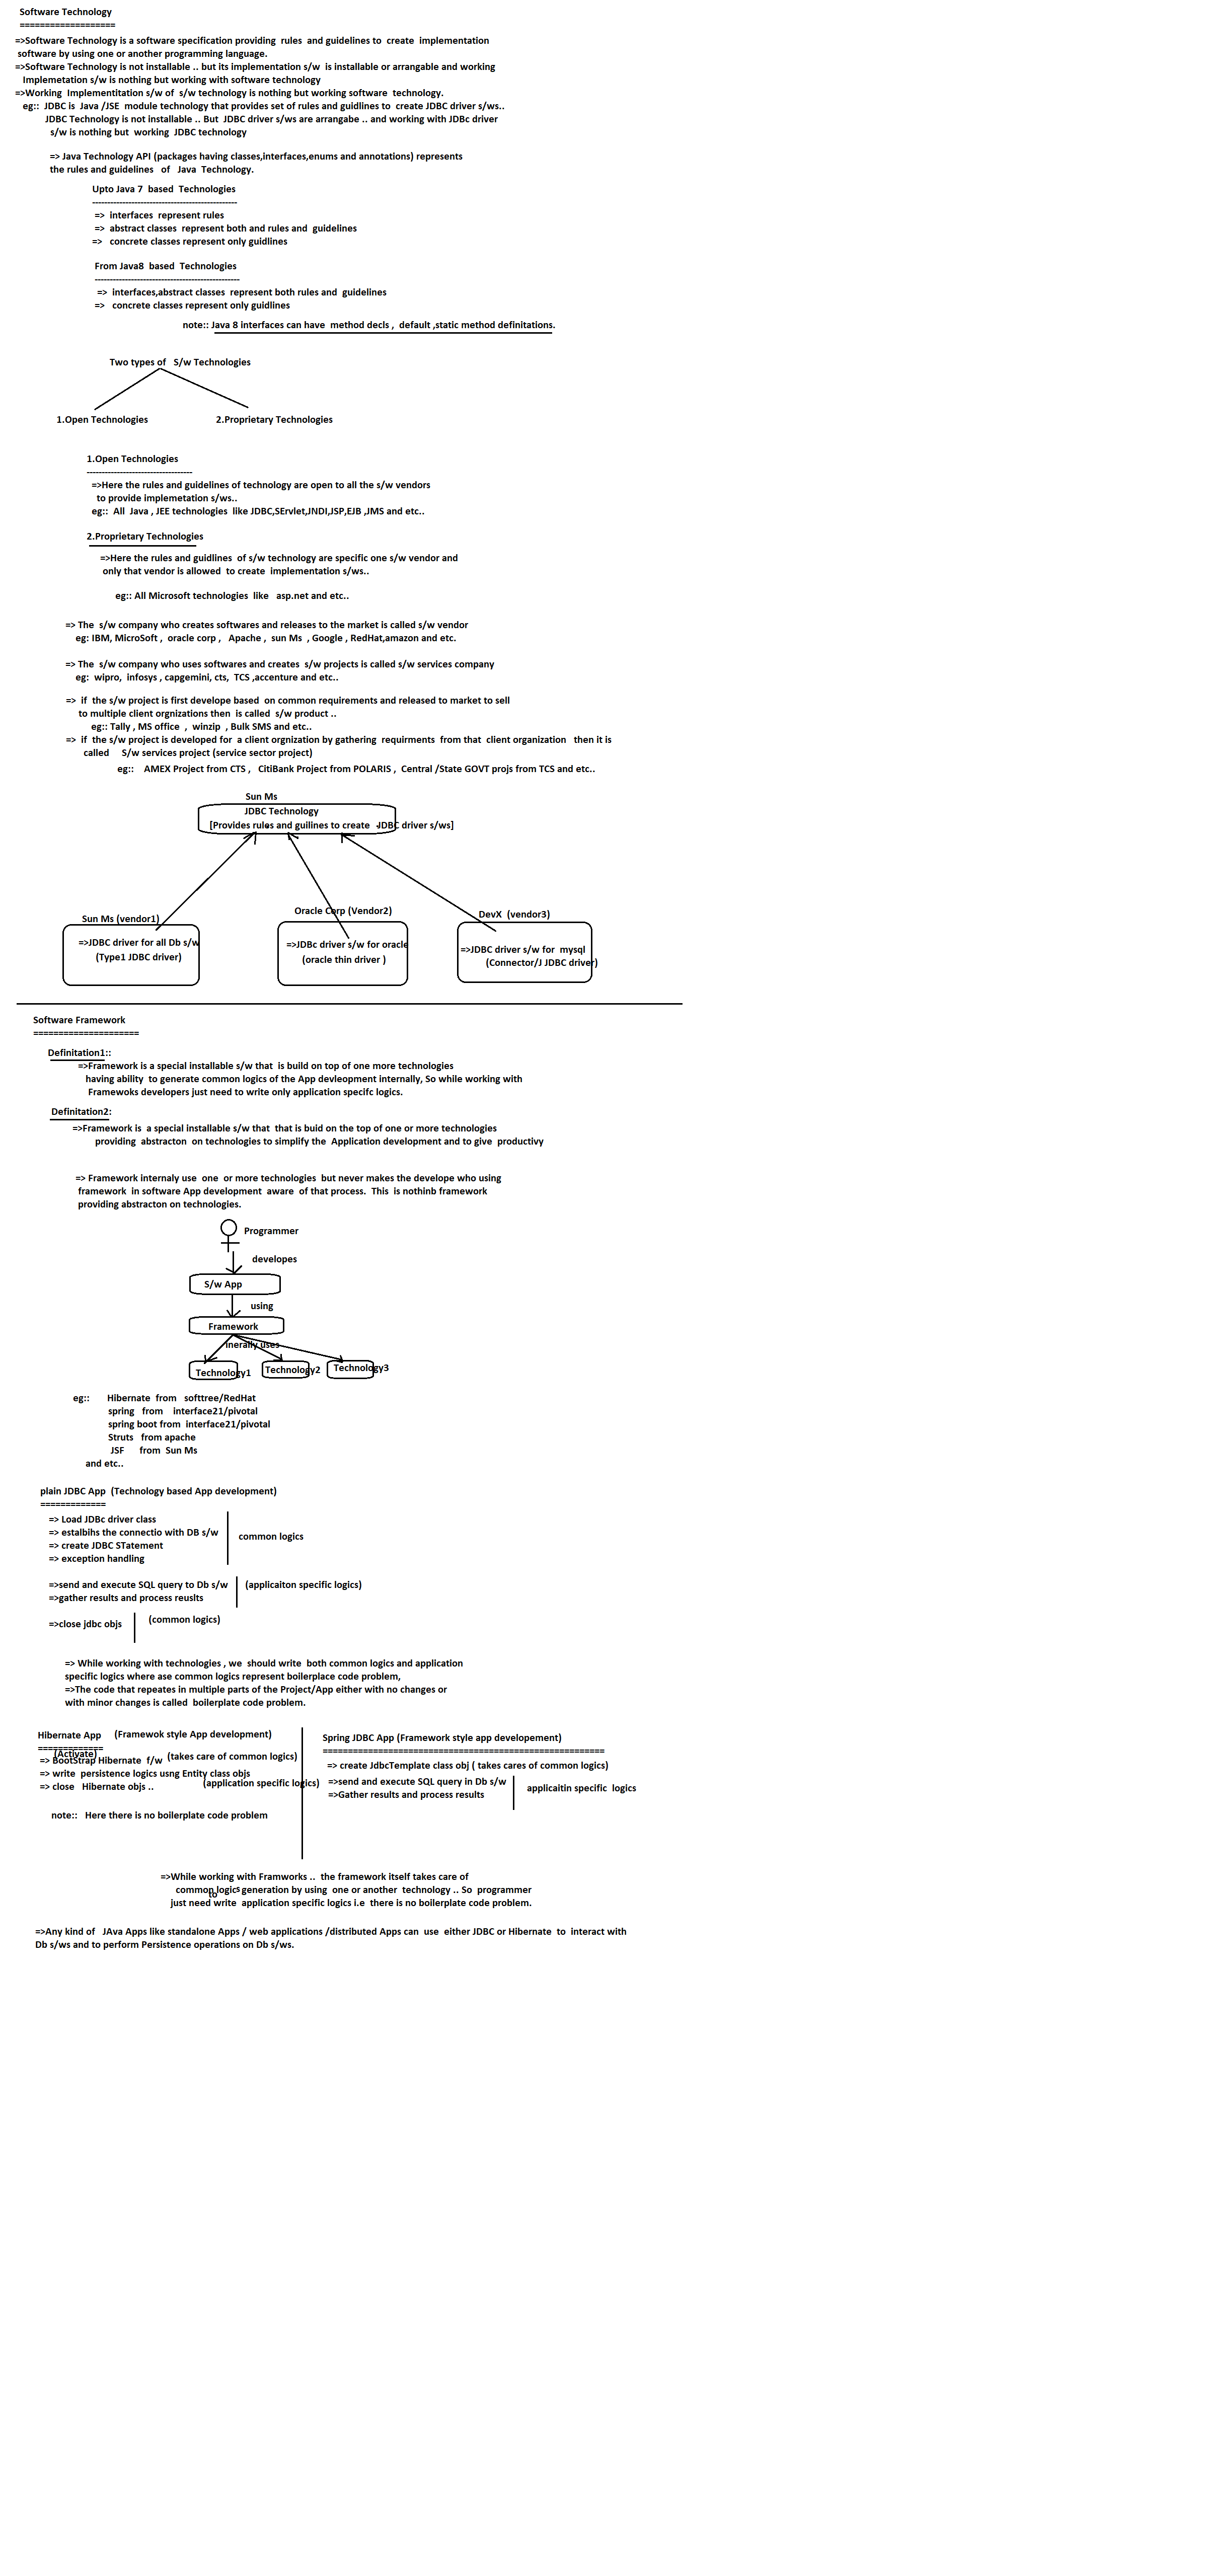 Software Technology
===================
=>Software Technology is a software specification providing  rules  and guidelines to  create  implementation
software by using one or another programming language.
=>Software Technology is not installable .. but its implementation s/w  is installable or arrangable and working
Implemetation s/w is nothing but working with software technology
=>Working  Implementitation s/w of  s/w technology is nothing but working software  technology.
eg::  JDBC is  Java /JSE  module technology that provides set of rules and guidlines to  create JDBC driver s/ws..
JDBC Technology is not installable .. But  JDBC driver s/ws are arrangabe .. and working with JDBc driver
s/w is nothing but  working  JDBC technology
=> Java Technology API (packages having classes,interfaces,enums and annotations) represents
the rules and guidelines   of   Java  Technology.
Upto Java 7  based  Technologies
------------------------------------------------
=>  interfaces  represent rules
=>  abstract classes  represent both and rules and  guidelines
=>   concrete classes represent only guidlines
From Java8  based  Technologies
------------------------------------------------
=>  interfaces,abstract classes  represent both rules and  guidelines
=>   concrete classes represent only guidlines
note:: Java 8 interfaces can have  method decls ,  default ,static method definitations.
Two types of   S/w Technologies
1.Open Technologies
2.Proprietary Technologies
1.Open Technologies
-----------------------------------
=>Here the rules and guidelines of technology are open to all the s/w vendors
to provide implemetation s/ws..
eg::  All  Java , JEE technologies  like JDBC,SErvlet,JNDI,JSP,EJB ,JMS and etc..
2.Proprietary Technologies
=>Here the rules and guidlines  of s/w technology are specific one s/w vendor and
only that vendor is allowed  to create  implementation s/ws..
eg:: All Microsoft technologies  like   asp.net and etc..
=> The  s/w company who creates softwares and releases to the market is called s/w vendor
eg: IBM, MicroSoft ,  oracle corp ,   Apache ,  sun Ms  , Google , RedHat,amazon and etc.
=> The  s/w company who uses softwares and creates  s/w projects is called s/w services company
eg:  wipro,  infosys , capgemini, cts,  TCS ,accenture and etc..
=>  if  the s/w project is first develope based  on common requirements and released to market to sell
to multiple client orgnizations then  is called  s/w product ..
eg:: Tally , MS office  ,  winzip  , Bulk SMS and etc..
=>  if  the s/w project is developed for  a client orgnization by gathering  requirments  from that  client organization   then it is
called     S/w services project (service sector project)
eg::    AMEX Project from CTS ,   CitiBank Project from POLARIS ,  Central /State GOVT projs from TCS and etc..
Sun Ms
JDBC Technology
[Provides rules and guilines to create   JDBC driver s/ws]
Sun Ms (vendor1)
Oracle Corp (Vendor2)
DevX  (vendor3)
=>JDBC driver for all Db s/w
(Type1 JDBC driver)
=>JDBc driver s/w for oracle
(oracle thin driver )
=>JDBC driver s/w for  mysql
(Connector/J JDBC driver)
Software Framework
=====================
Definitation1::
=>Framework is a special installable s/w that  is build on top of one more technologies
having ability  to generate common logics of the App devleopment internally, So while working with
Framewoks developers just need to write only application specifc logics.
Definitation2:
=>Framework is  a special installable s/w that  that is buid on the top of one or more technologies
providing  abstracton  on technologies to simplify the  Application development and to give  productivy
=> Framework internaly use  one  or more technologies  but never makes the develope who using
framework  in software App development  aware  of that process.  This  is nothinb framework
providing abstracton on technologies.
Programmer
developes
S/w App
using
Framework
inerally uses
Technology1
Technology2
Technology3
eg::       Hibernate  from   softtree/RedHat
spring   from    interface21/pivotal
spring boot from  interface21/pivotal
Struts   from apache
JSF      from  Sun Ms
and etc..
plain JDBC App  (Technology based App development)
=============
=> Load JDBc driver class
=> estalbihs the connectio with DB s/w
=> create JDBC STatement
=> exception handling
common logics
=>send and execute SQL query to Db s/w
=>gather results and process reuslts
(applicaiton specific logics)
=>close jdbc objs
(common logics)
=> While working with technologies , we  should write  both common logics and application
specific logics where ase common logics represent boilerplace code problem,
=>The code that repeates in multiple parts of the Project/App either with no changes or
with minor changes is called  boilerplate code problem.
Hibernate App
(Framewok style App development)
=============
(Activate)
=> BootStrap Hibernate  f/w
(takes care of common logics)
=> write  persistence logics usng Entity class objs
=> close   Hibernate objs ..
(application specific logics)
note::   Here there is no boilerplate code problem
Spring JDBC App (Framework style app developement)
========================================================
=> create JdbcTemplate class obj ( takes cares of common logics)
=>send and execute SQL query in Db s/w
=>Gather results and process results
applicaitin specific  logics
=>While working with Framworks ..  the framework itself takes care of
common logics generation by using  one or another  technology .. So  programmer
to
just need write  application specific logics i.e  there is no boilerplate code problem.
=>Any kind of   JAva Apps like standalone Apps / web applications /distributed Apps can  use  either JDBC or Hibernate  to  interact with
Db s/ws and to perform Persistence operations on Db s/ws.